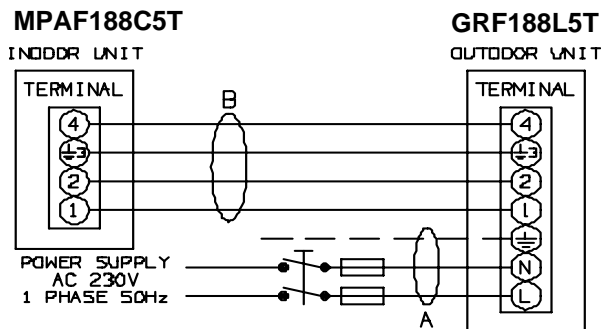 MPAF188C5T
INDOOR UNIT
TERMINAL
4
3
2
1
B
GRF188L5T
OUTDOOR UNIT
TERMINAL
4
3
2
1
N
L
POWER SUPPLY
AC 230V
1 PHASE 50Hz
A